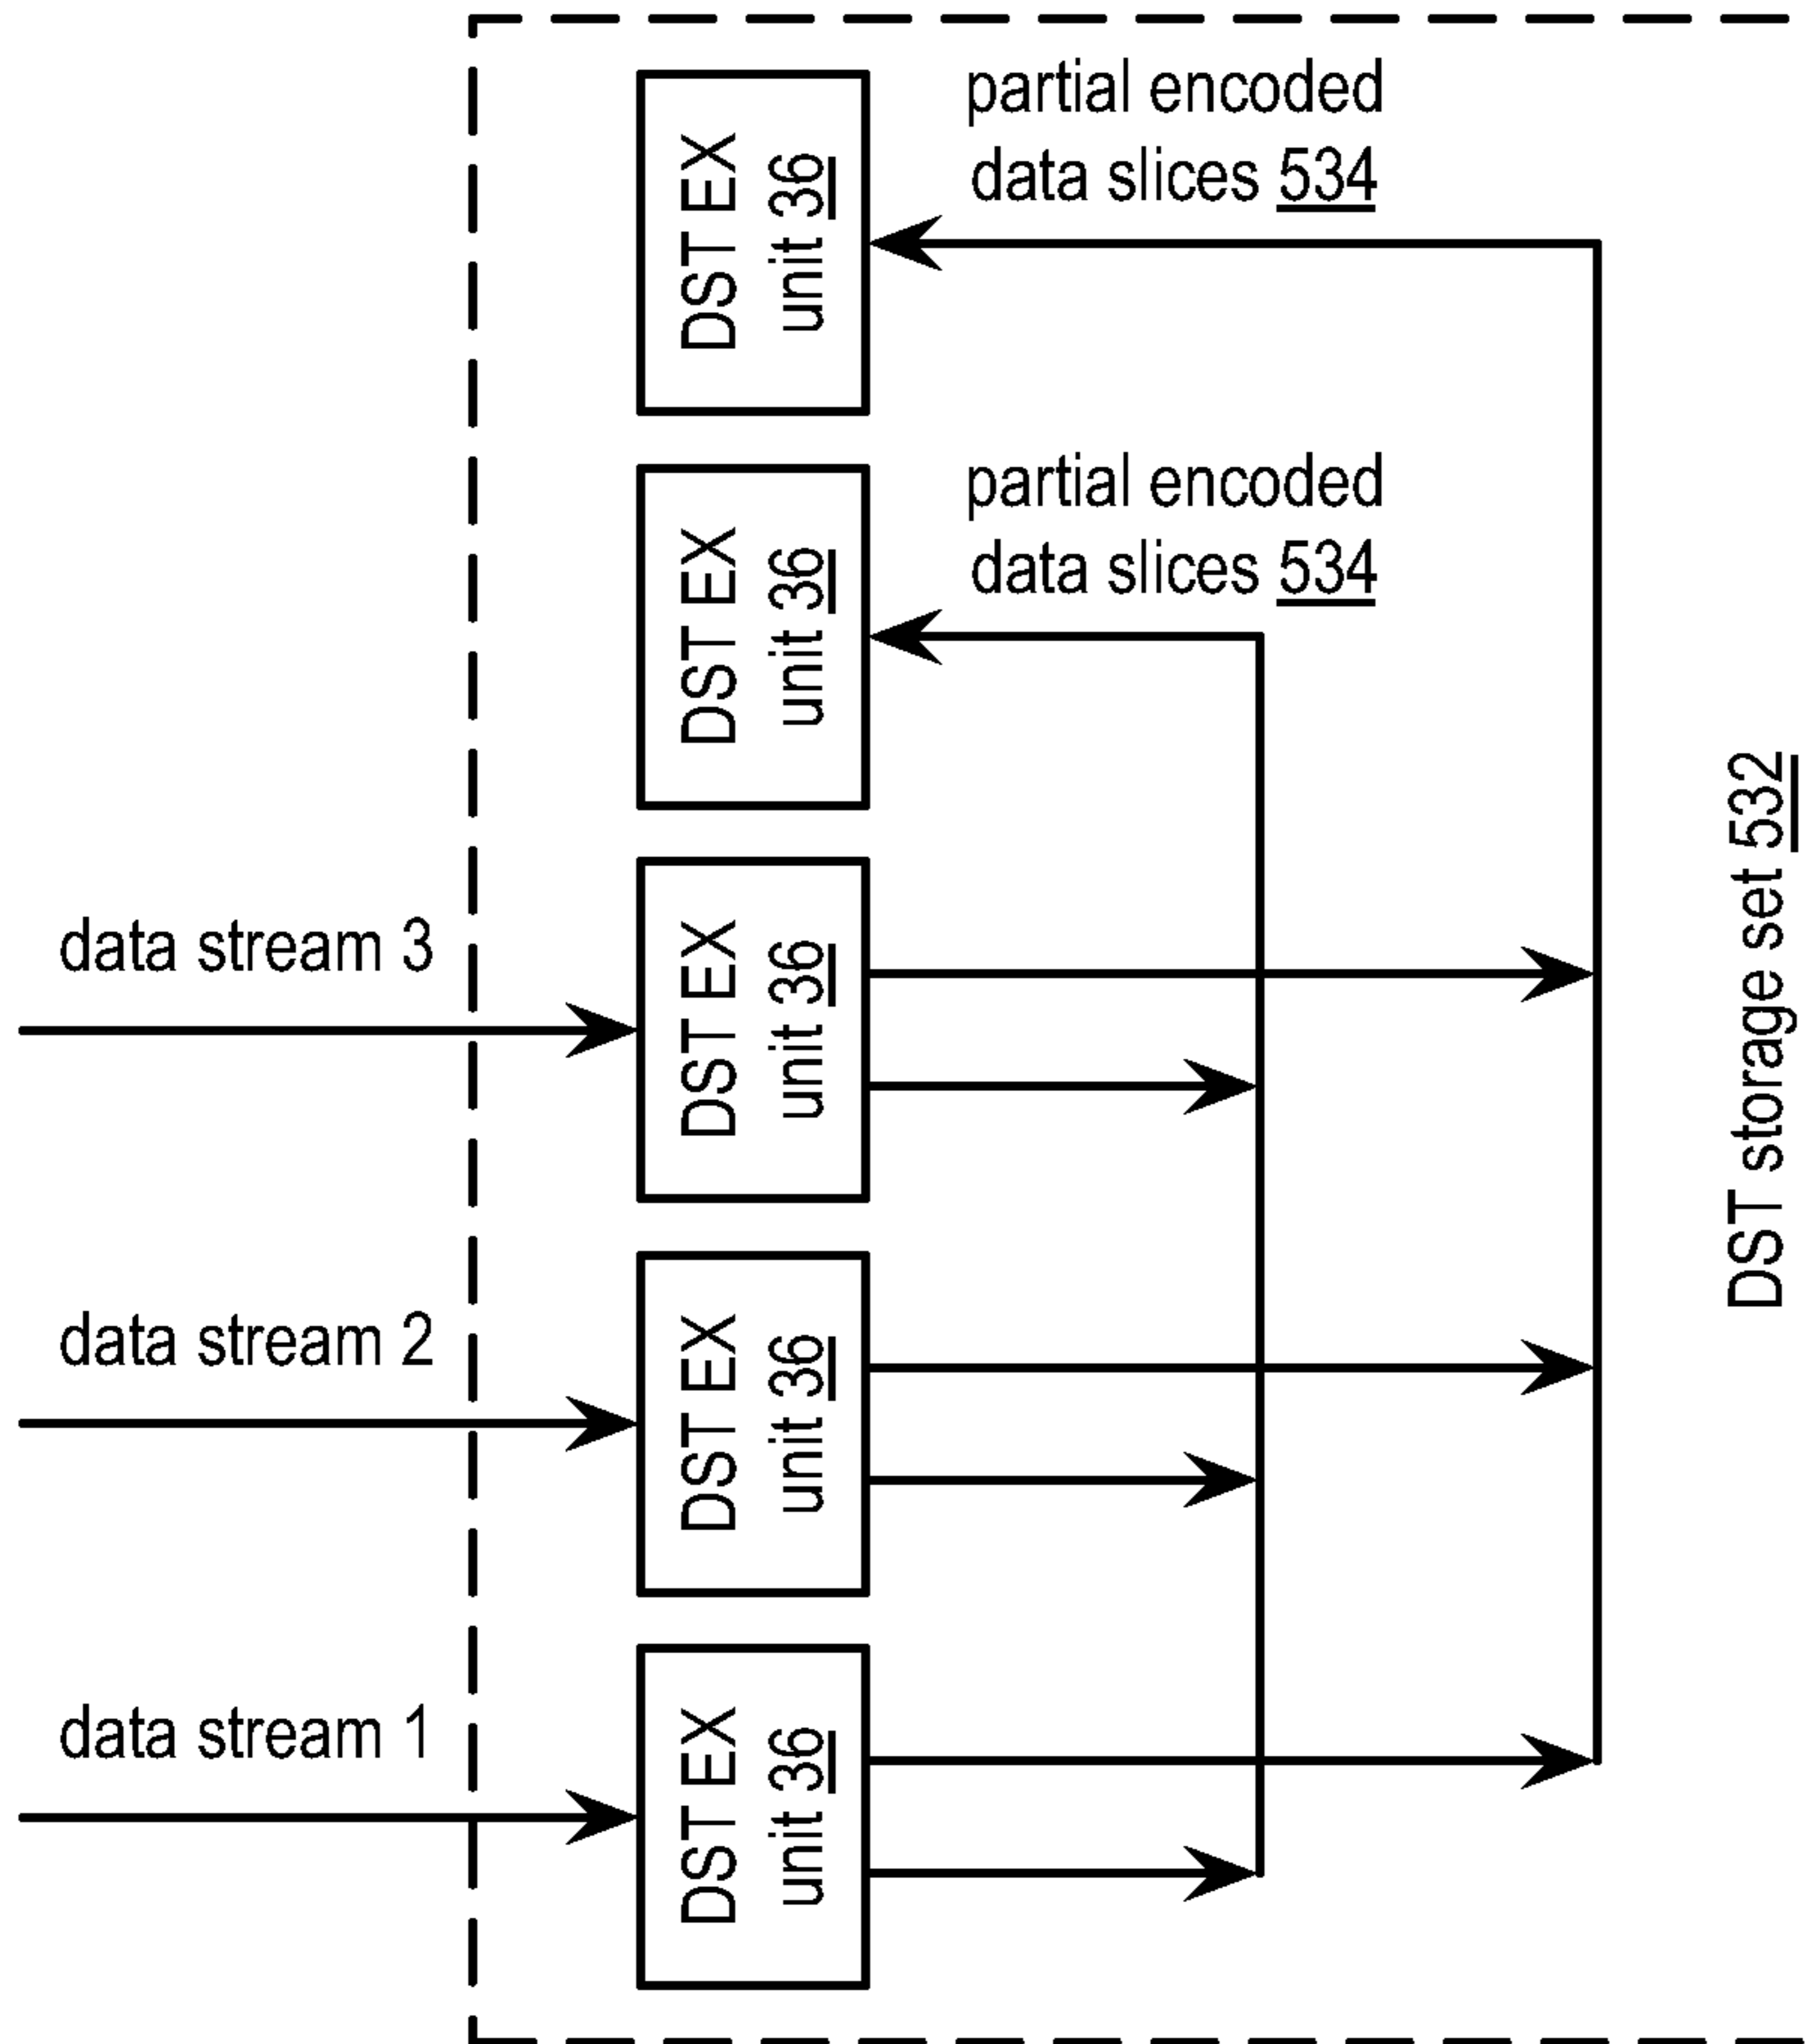 partial encoded
data slices 534
DST EX
unit 36
partial encoded
data slices 534
DST EX
unit 36
data stream 3
DST EX
unit 36
DST storage set 532
data stream 2
DST EX
unit 36
data stream 1
DST EX
unit 36